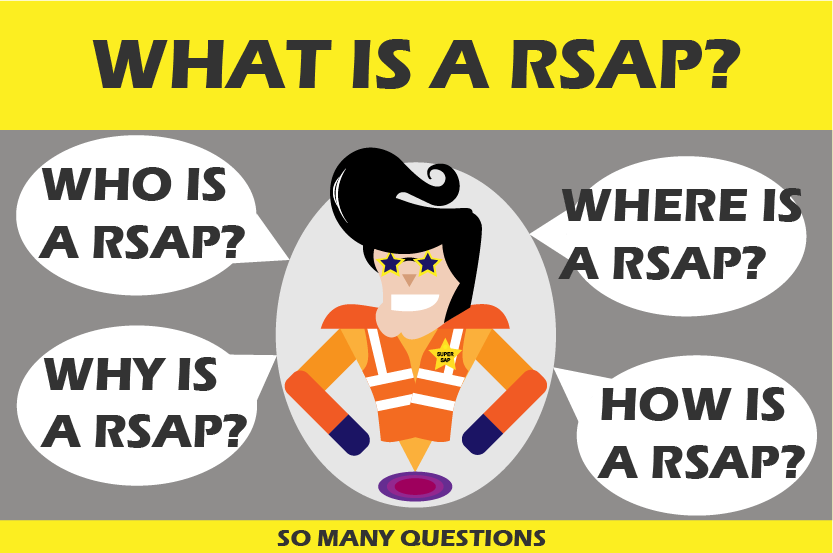 WHAT IS A RSAP?
WHO IS
A RSAP?
WHERE IS
A RSAP?
SUPER
SAP
WHY IS
A RSAP?
HOW IS
A RSAP?
SO MANY QUESTIONS